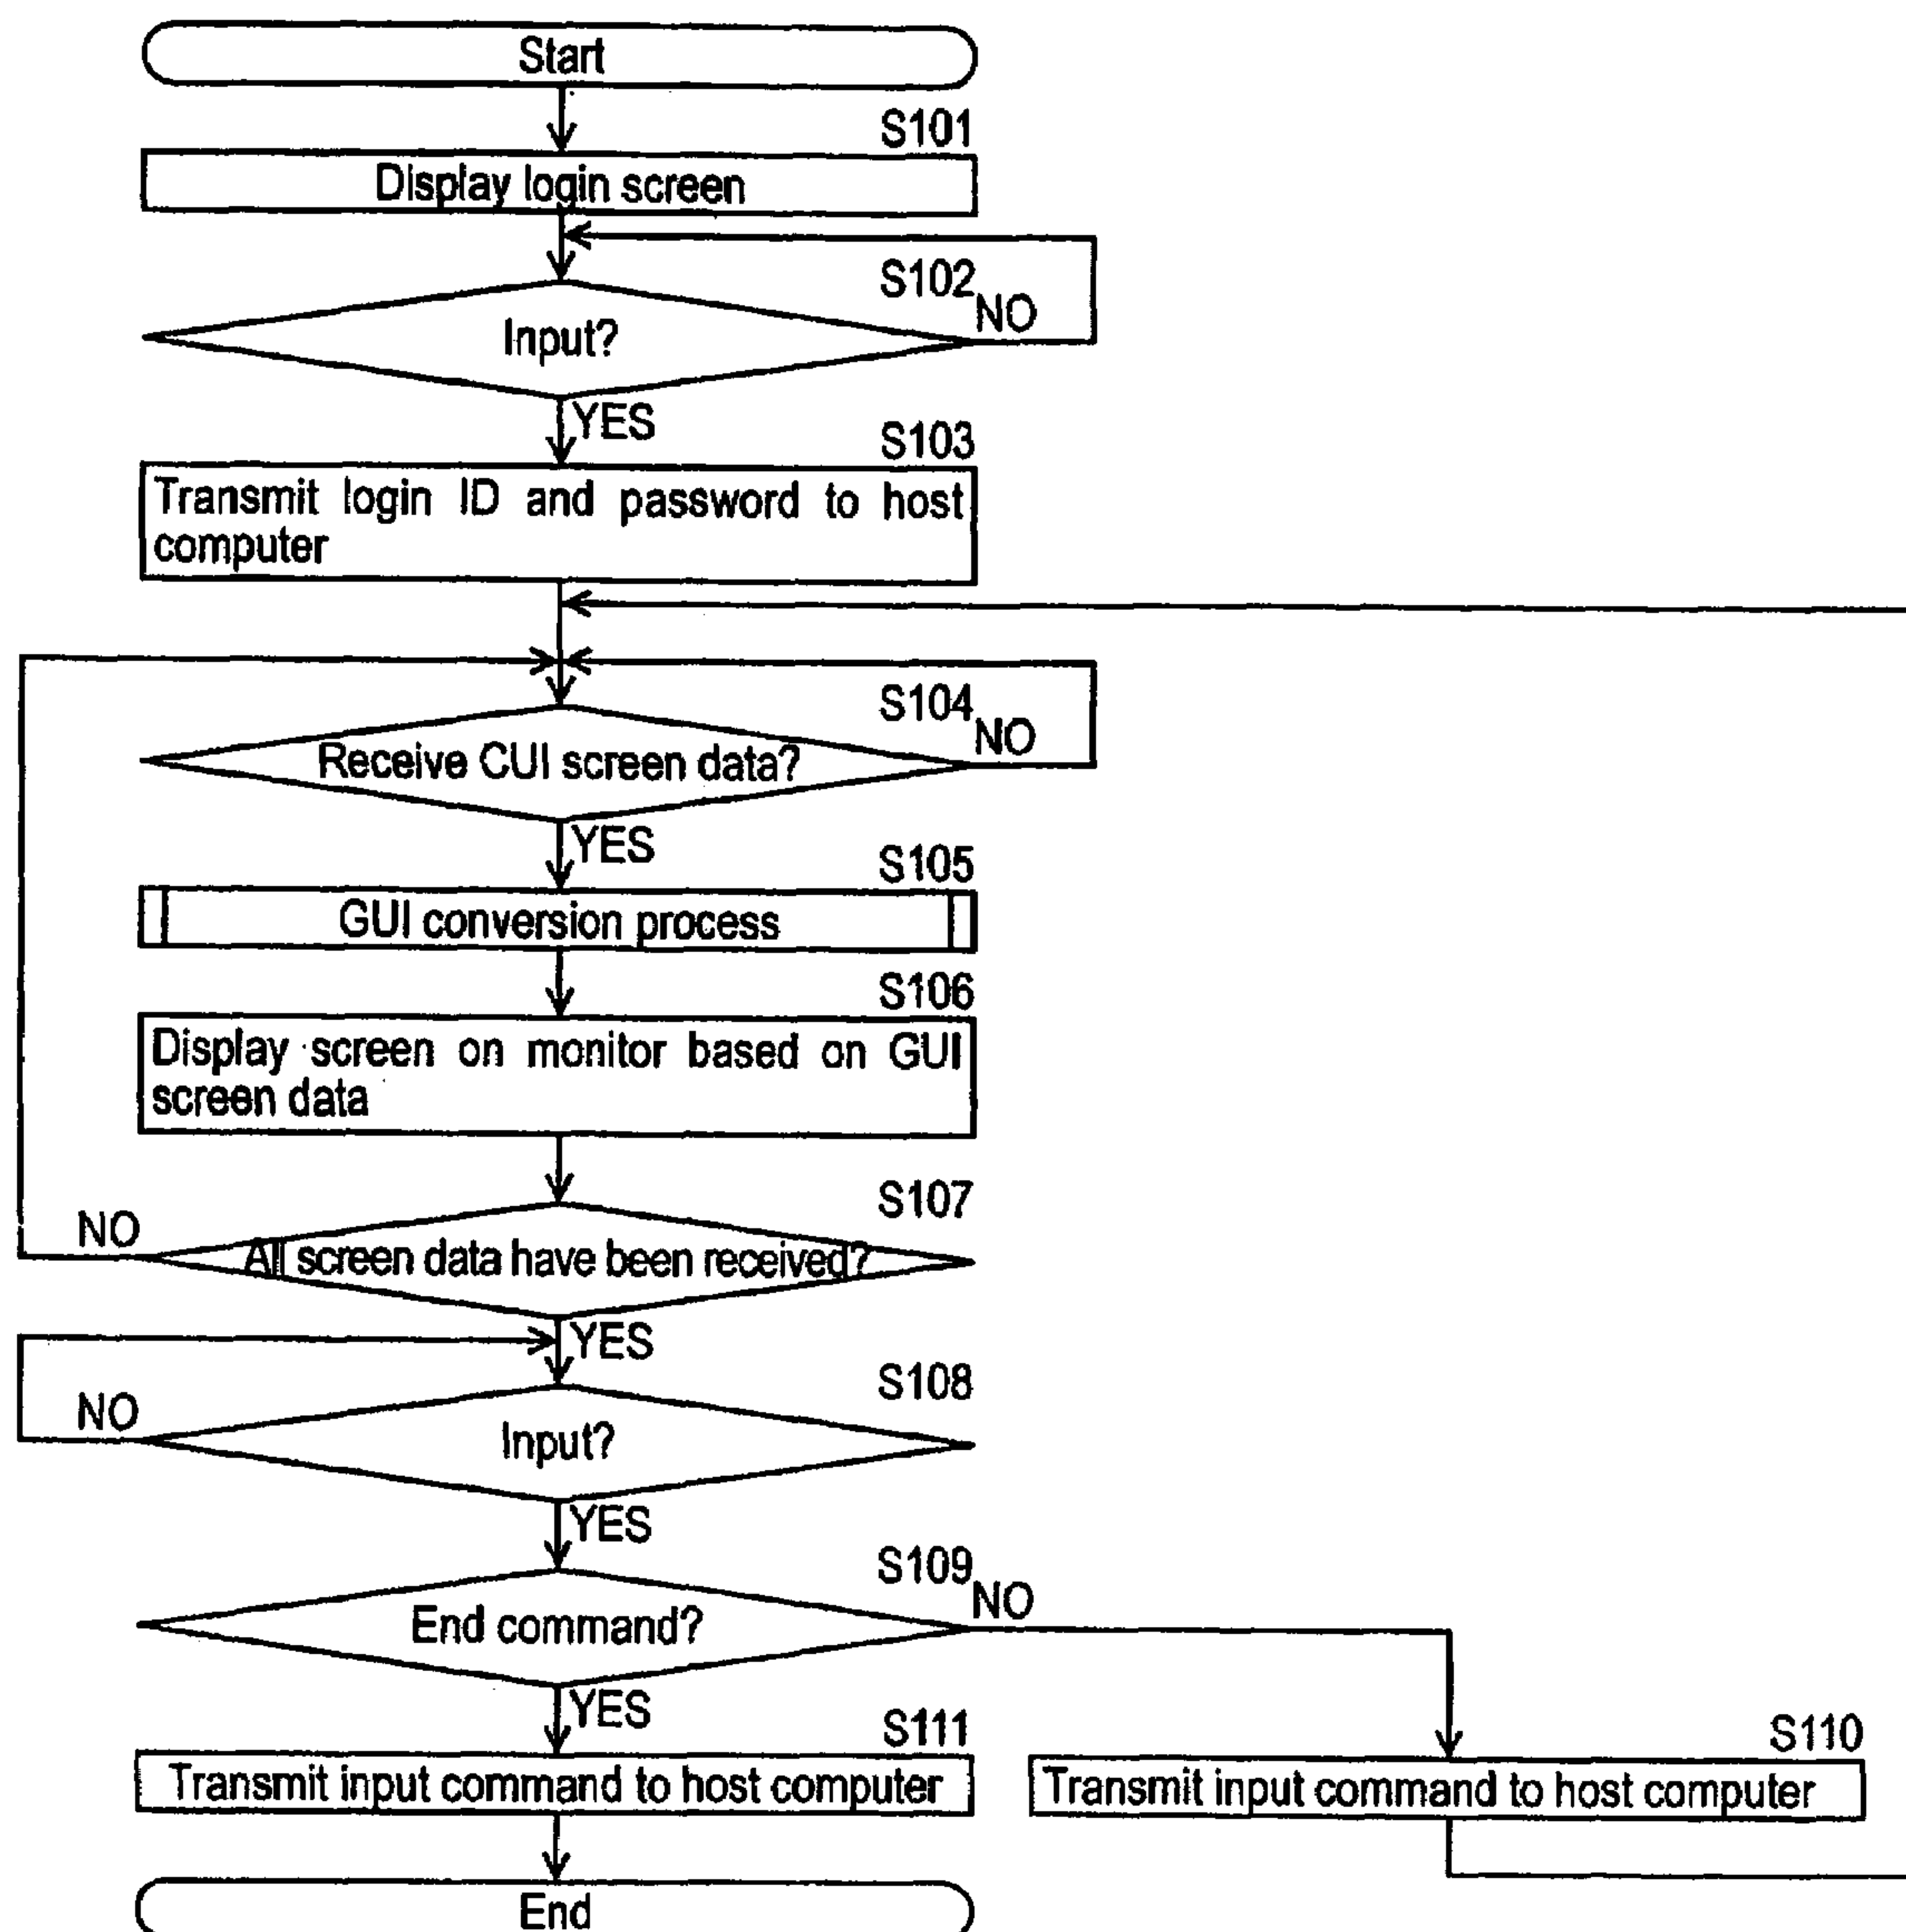 Start
S101
Display login screen
S102
NO
Input?
YES
S103
Transmit login ID and password to host
computer
S104
NO
Receive CUI screen data?
YES
S105
GUI conversion process
S106
Display screen on monitor based on GUI
screen data
S107
NO
All screen data have been received?
YES
S108
NO
Input?
YES
S109
NO
End command?
YES
S111
Transmit input command to host computer
S110
Transmit input command to host computer
End